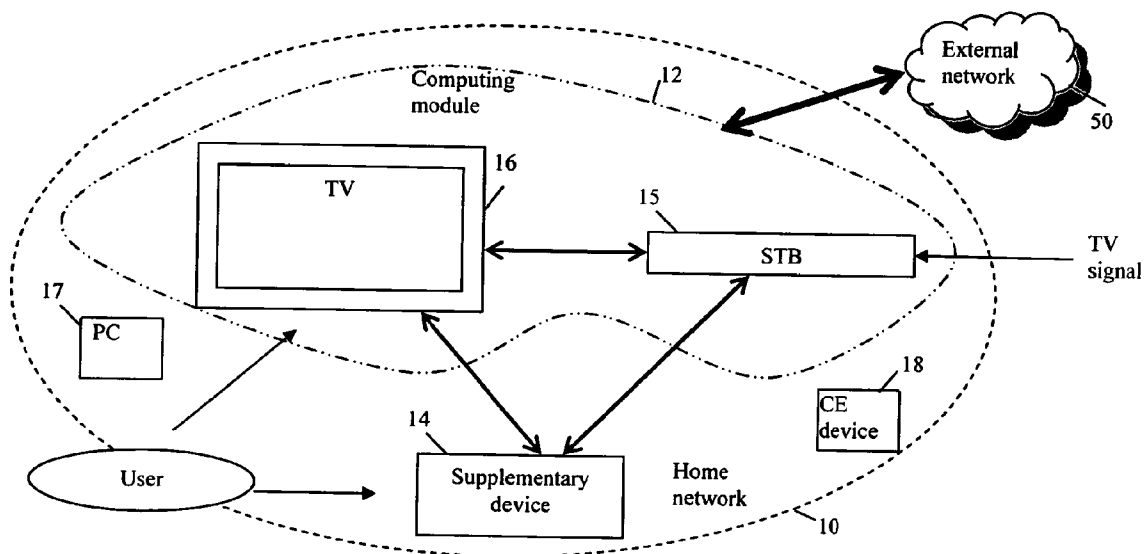 External
network
50
Computing
module
12
16
TV
15
STB
TV
signal
17
PC
18
CE
device
14
Supplementary
device
Home
network
User
10